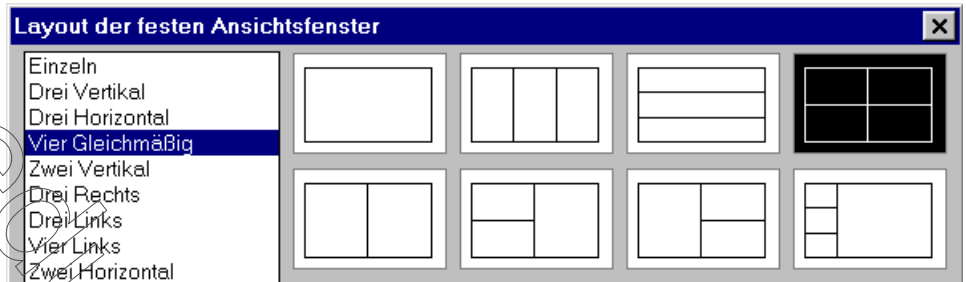 Layout der festen Ansichtsfenster
Einzeln
Drei Vertikal
Drei Horizontal
Vier Gleichmäßig
Zwei Vertikal
Drei Rechts
Drei Links
Vier Links
Zwei Horizontal